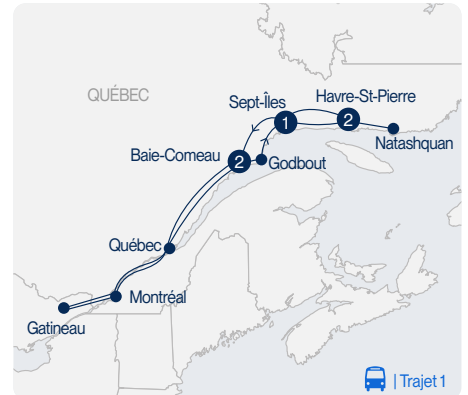 QUÉBEC
Sept-Îles
Havre-St-Pierre
1
2
Natashquan
Baie-Comeau
2
Godbout
Québec
Montréal
Gatineau
| Trajet 1